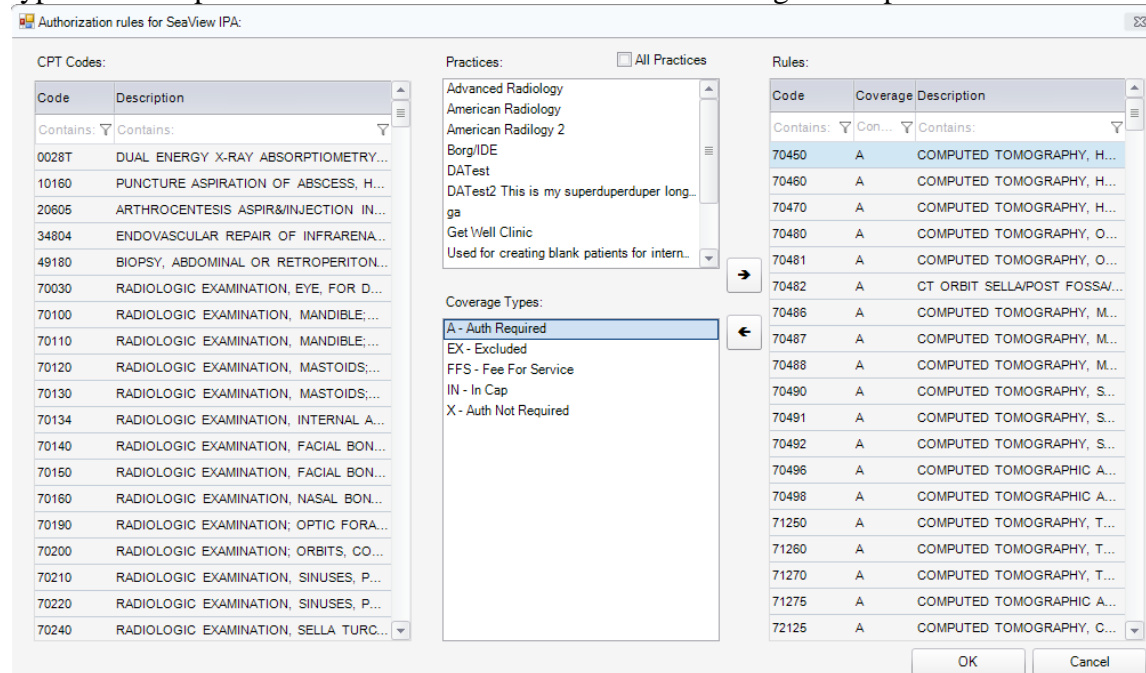 Authorization rules for SeaView IPA:
CPT Codes:
Code Description
Contains: Contains:
0028T DUAL ENERGY X-RAY ABSORPTIOMETRY...
10160 PUNCTURE ASPIRATION OF ABSCESS, H...
20605 ARTHROCENTESIS ASPIR&/INJECTION IN...
34804 ENDOVASCULAR REPAIR OF INFRARENA...
49180 BIOPSY, ABDOMINAL OR RETROPERITON...
70030 RADIOLOGIC EXAMINATION, EYE, FOR D...
70100 RADIOLOGIC EXAMINATION, MANDIBLE;...
70110 RADIOLOGIC EXAMINATION, MANDIBLE;...
70120 RADIOLOGIC EXAMINATION, MASTOIDS;...
70130 RADIOLOGIC EXAMINATION, MASTOIDS;...
70134 RADIOLOGIC EXAMINATION, INTERNAL A...
70140 RADIOLOGIC EXAMINATION, FACIAL BON...
70150 RADIOLOGIC EXAMINATION, FACIAL BON...
70160 RADIOLOGIC EXAMINATION, NASAL BON...
70190 RADIOLOGIC EXAMINATION; OPTIC FORA...
70200 RADIOLOGIC EXAMINATION; ORBITS, CO...
70210 RADIOLOGIC EXAMINATION, SINUSES, P...
70220 RADIOLOGIC EXAMINATION, SINUSES, P...
70240 RADIOLOGIC EXAMINATION, SELLA TURC...
Practices: All Practices
Advanced Radiology
American Radiology
American Radilogy 2
Borg/IDE
DATest
DATest2 This is my superduperduper long...
ga
Get Well Clinic
Used for creating blank patients for intern...
Coverage Types:
A - Auth Required
EX - Excluded
FFS - Fee For Service
IN - In Cap
X - Auth Not Required
Rules:
Code Coverage Description
Contains: Con... Contains:
70450 A COMPUTED TOMOGRAPHY, H...
70460 A COMPUTED TOMOGRAPHY, H...
70470 A COMPUTED TOMOGRAPHY, H...
70480 A COMPUTED TOMOGRAPHY, O...
70481 A COMPUTED TOMOGRAPHY, O...
70482 A CT ORBIT SELLA/POST FOSSA/...
70486 A COMPUTED TOMOGRAPHY, M...
70487 A COMPUTED TOMOGRAPHY, M...
70488 A COMPUTED TOMOGRAPHY, M...
70490 A COMPUTED TOMOGRAPHY, S...
70491 A COMPUTED TOMOGRAPHY, S...
70492 A COMPUTED TOMOGRAPHY, S...
70496 A COMPUTED TOMOGRAPHIC A...
70498 A COMPUTED TOMOGRAPHIC A...
71250 A COMPUTED TOMOGRAPHY, T...
71260 A COMPUTED TOMOGRAPHY, T...
71270 A COMPUTED TOMOGRAPHY, T...
71275 A COMPUTED TOMOGRAPHIC A...
72125 A COMPUTED TOMOGRAPHY, C...
OK Cancel